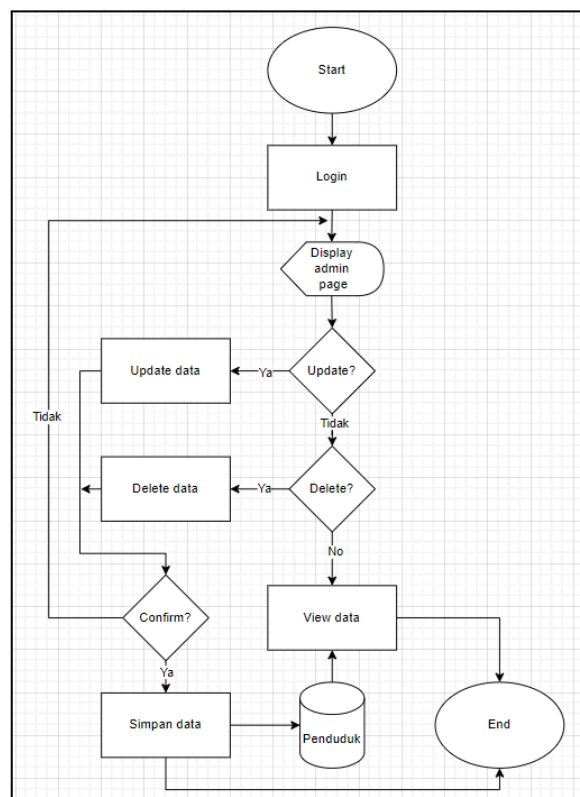 Start
Login
Display
admin
page
Update?
Ya
Update data
Tidak
Tidak
Delete?
Ya
Delete data
No
Confirm?
View data
Ya
Simpan data
Penduduk
End